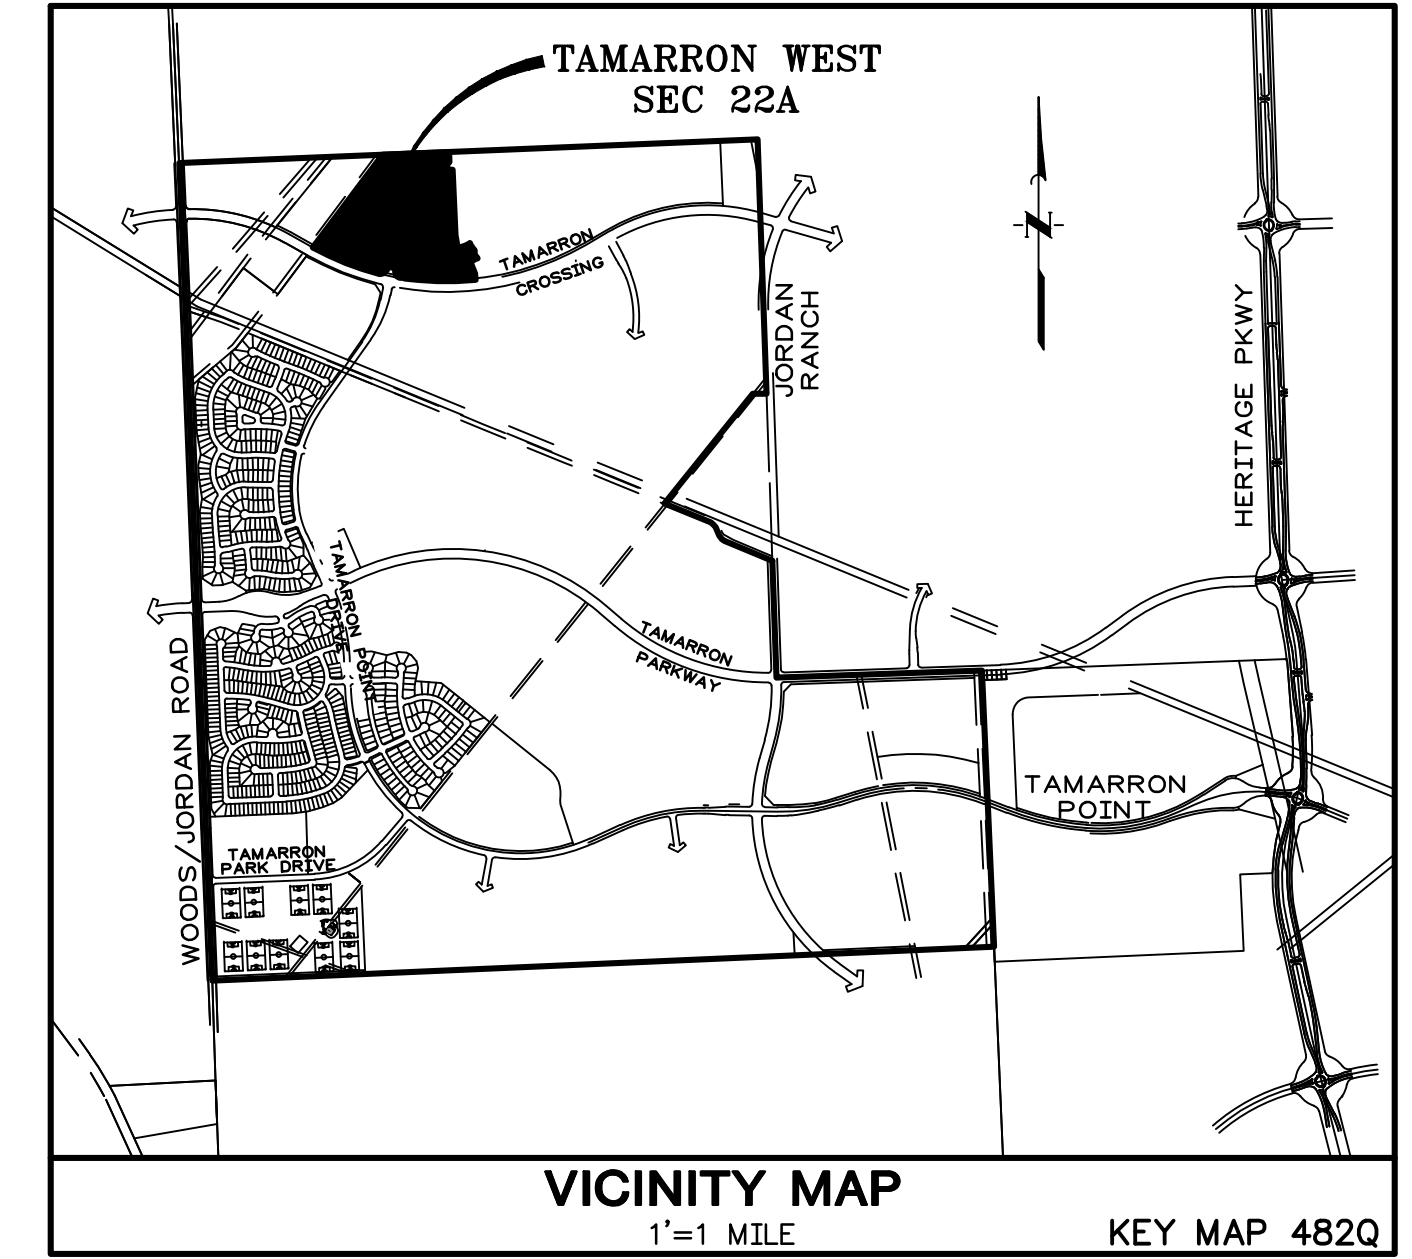 TAMARRON WEST
SEC 22A
N
TAMARRON
CROSSING
JORDAN
RANCH
HERITAGE PKWY
TAMARRON POINT
DRIVE
TAMARRON
PARKWAY
WOODS/JORDAN ROAD
TAMARRON
POINT
TAMARRON
PARK DRIVE
VICINITY MAP
1'=1 MILE
KEY MAP 482Q